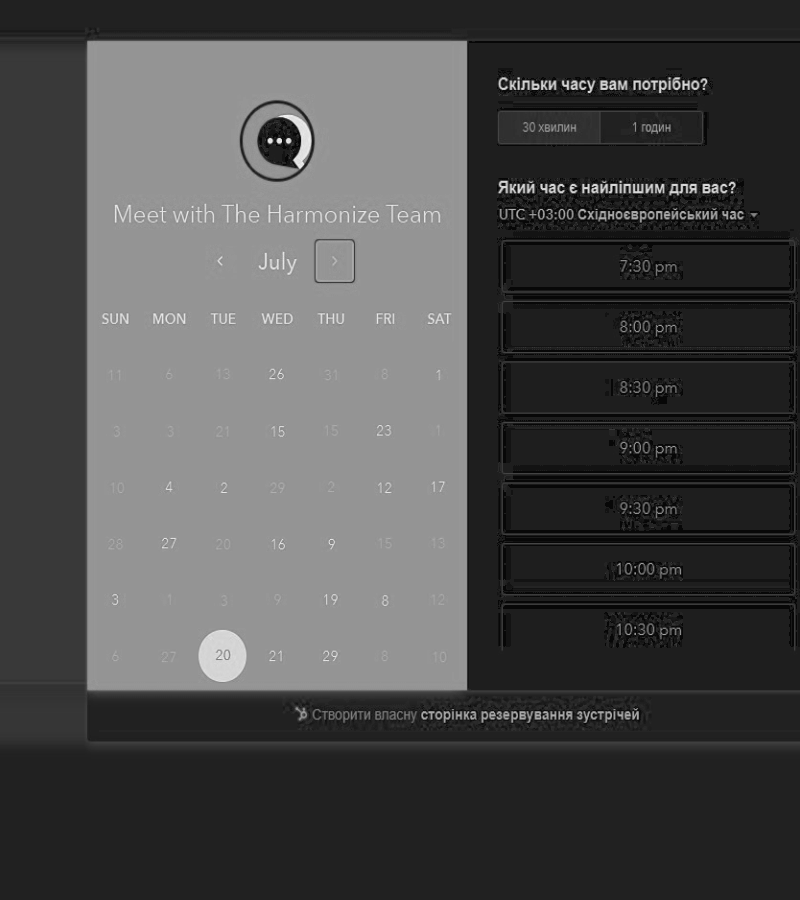 Meet with The Harmonize Team
July
SUN MON TUE WED THU FRI SAT
11 6 13 26 31 8 1
3 3 21 15 15 23 1
10 4 2 29 2 12 17
28 27 20 16 9 15 13
3 1 3 9 19 8 12
6 27 20 21 29 8 10
Скільки часу вам потрібно?
30 хвилин 1 годин
Який час є найліпшим для вас?
UTC +03:00 Східноєвропейський час
7:30 pm
8:00 pm
8:30 pm
9:00 pm
9:30 pm
10:00 pm
10:30 pm
Створити власну сторінка резервування зустрічей